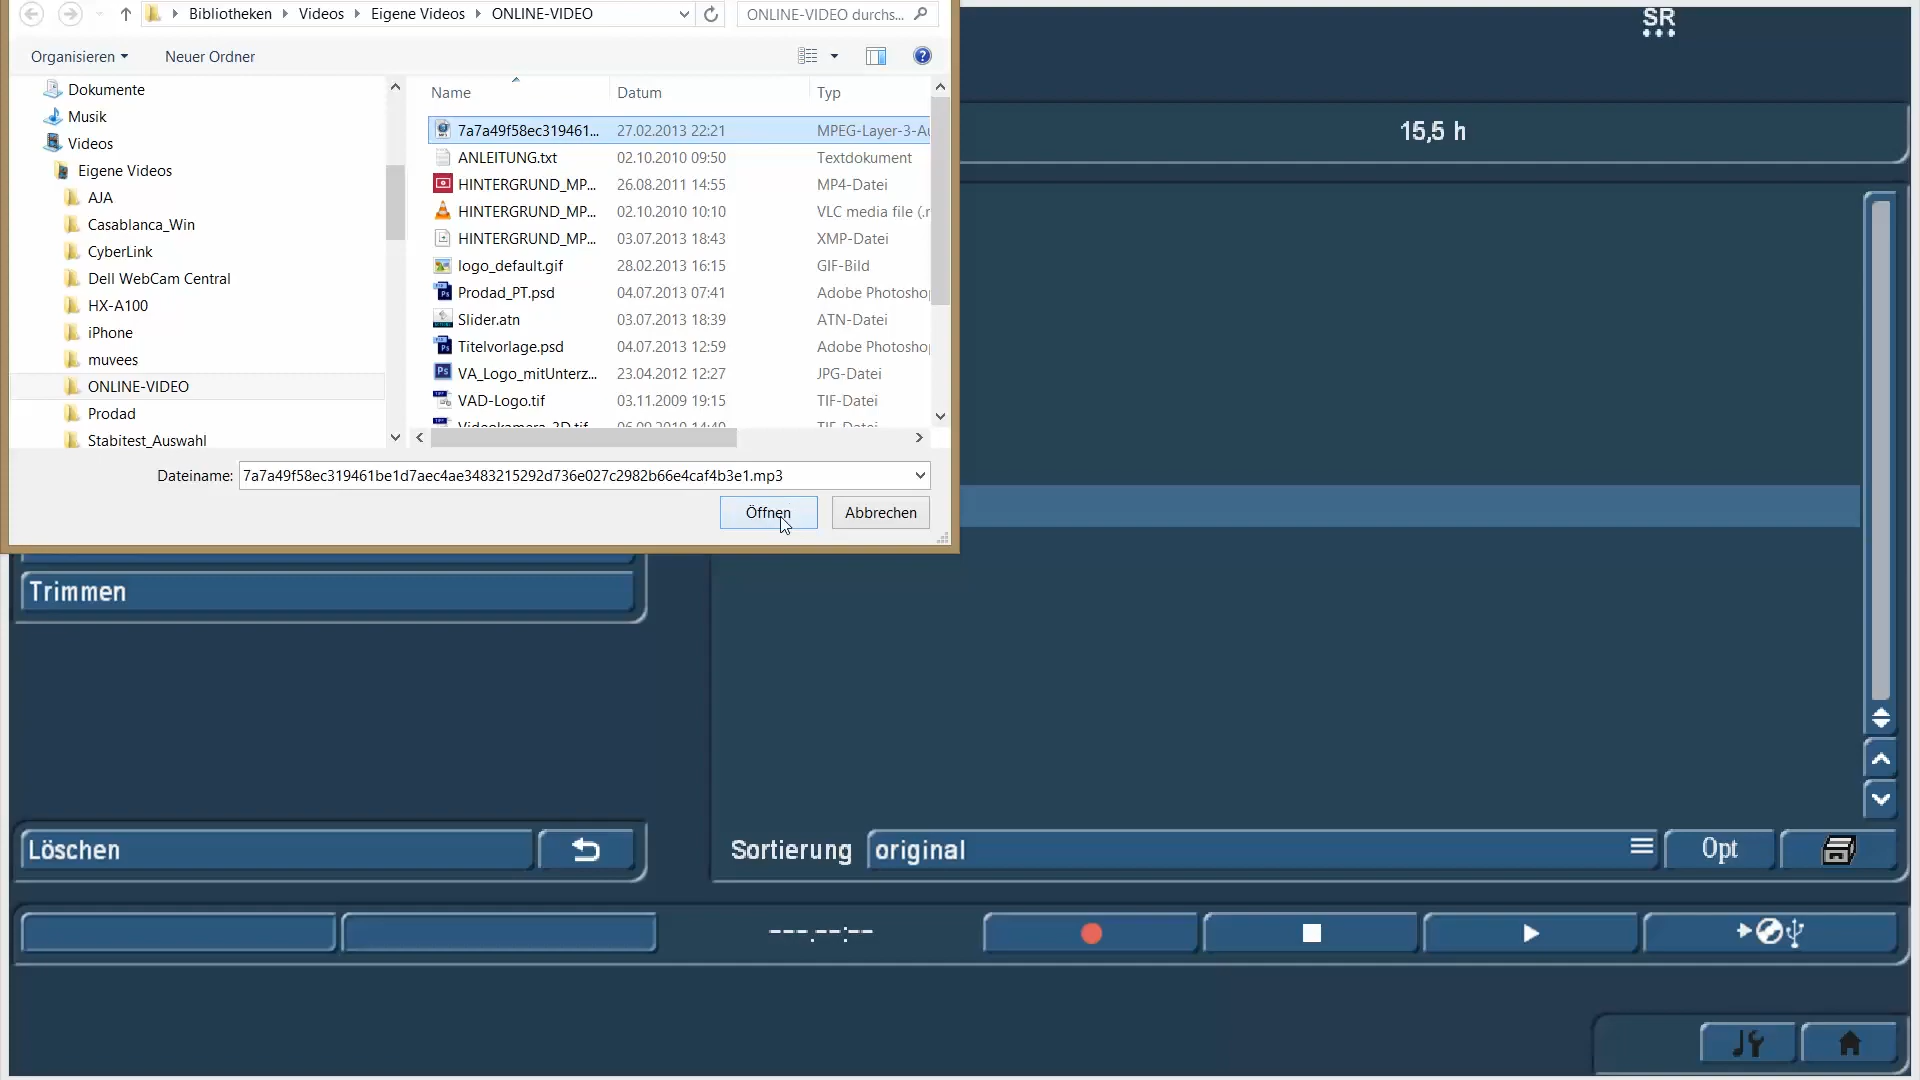 Bibliotheken Videos Eigene Videos ONLINE-VIDEO
ONLINE-VIDEO durchs...
Organisieren Neuer Ordner
Dokumente
Musik
Videos
Eigene Videos
AJA
Casablanca_Win
CyberLink
Dell WebCam Central
HX-A100
iPhone
muvees
ONLINE-VIDEO
Prodad
Stabitest_Auswahl
Name Datum Typ
7a7a49f58ec319461... 27.02.2013 22:21 MPEG-Layer-3-Au
ANLEITUNG.txt 02.10.2010 09:50 Textdokument
HINTERGRUND_MP... 26.08.2011 14:55 MP4-Datei
HINTERGRUND_MP... 02.10.2010 10:10 VLC media file (.r
HINTERGRUND_MP... 03.07.2013 18:43 XMP-Datei
logo_default.gif 28.02.2013 16:15 GIF-Bild
Prodad_PT.psd 04.07.2013 07:41 Adobe Photosho
Slider.atn 03.07.2013 18:39 ATN-Datei
Titelvorlage.psd 04.07.2013 12:59 Adobe Photosho
VA_Logo_mitUnterz... 23.04.2012 12:27 JPG-Datei
VAD-Logo.tif 03.11.2009 19:15 TIF-Datei
Videokamera_3D.tif TIF-Datei
Dateiname: 7a7a49f58ec319461be1d7aec4ae3483215292d736e027c2982b66e4caf4b3e1.mp3
Öffnen Abbrechen
SR
15,5 h
Trimmen
Löschen
Sortierung original Opt
---.--:--